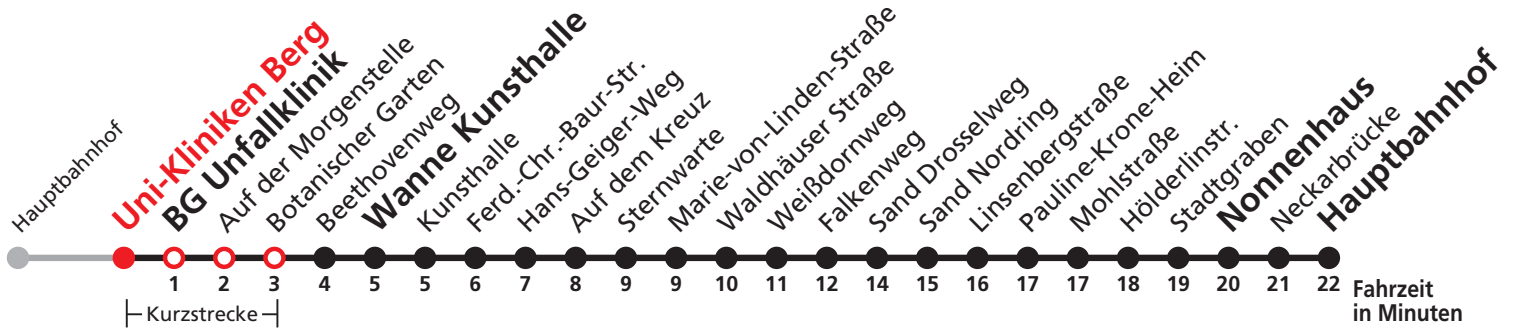 Hauptbahnhof
Uni-Kliniken Berg
BG Unfallklinik
Auf der Morgenstelle
Botanischer Garten
Beethovenweg
Wanne Kunsthalle
Kunsthalle
Ferd.-Chr.-Baur-Str.
Hans-Geiger-Weg
Auf dem Kreuz
Sternwarte
Marie-von-Linden-Straße
Waldhäuser Straße
Weißdornweg
Falkenweg
Sand Drosselweg
Sand Nordring
Linsenbergstraße
Pauline-Krone-Heim
Mohlstraße
Hölderlinstr.
Stadtgraben
Nonnenhaus
Neckarbrücke
Hauptbahnhof
1 2 3 4 5 5 6 7 8 9 9 10 11 12 14 15 16 17 17 18 19 20 21 22
Fahrzeit
in Minuten
Kurzstrecke